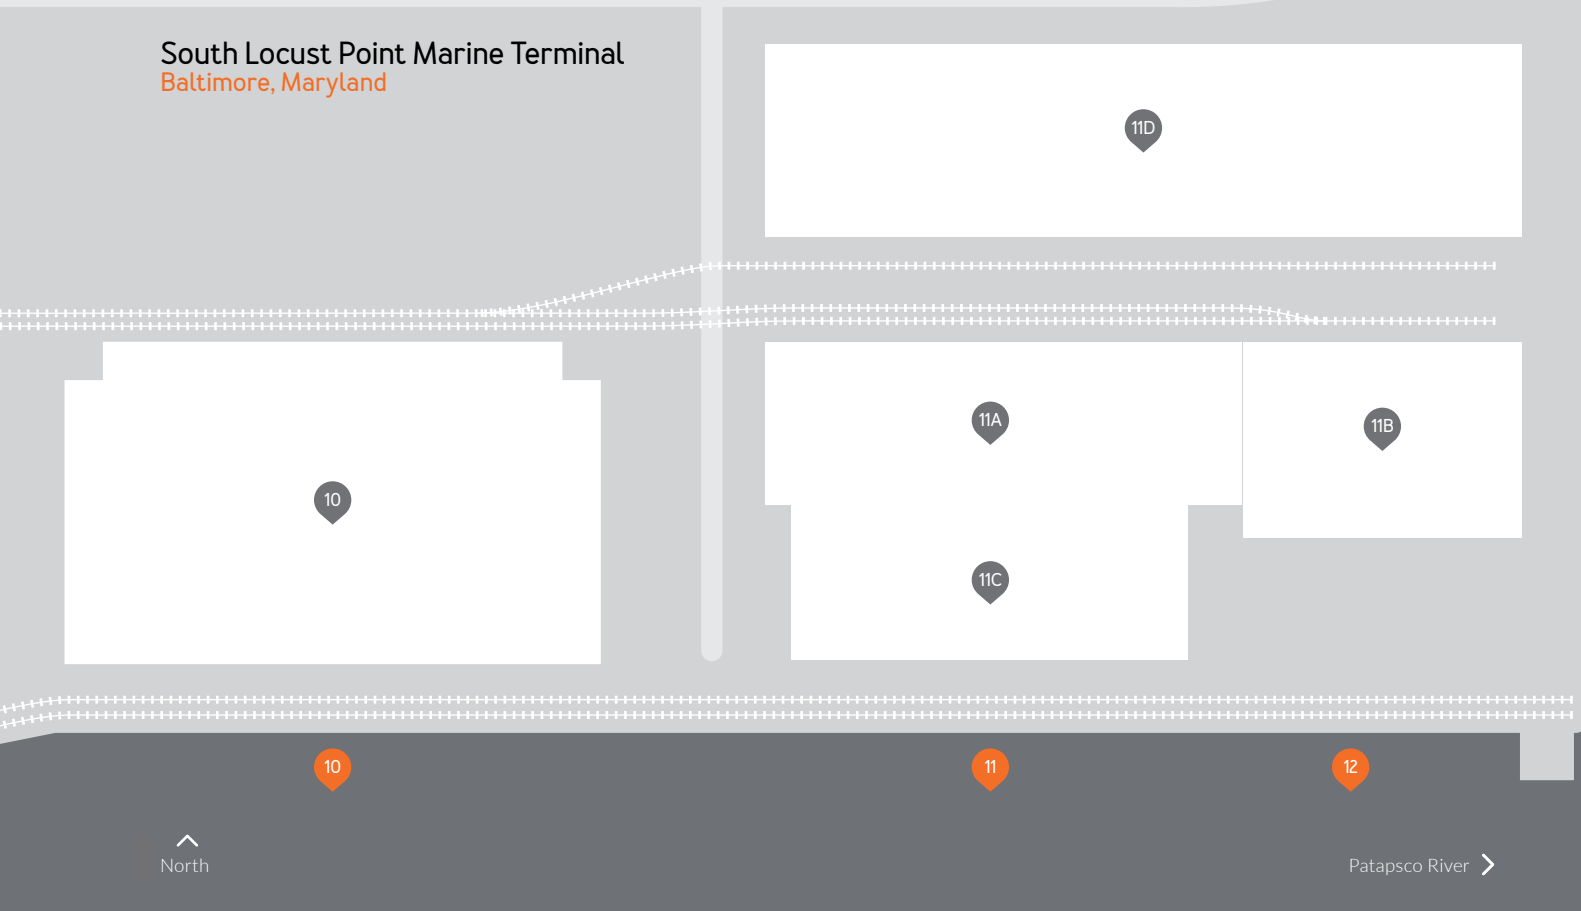 South Locust Point Marine Terminal
Baltimore, Maryland
11D
11A
11B
10
11C
10
11
12
North
Patapsco River